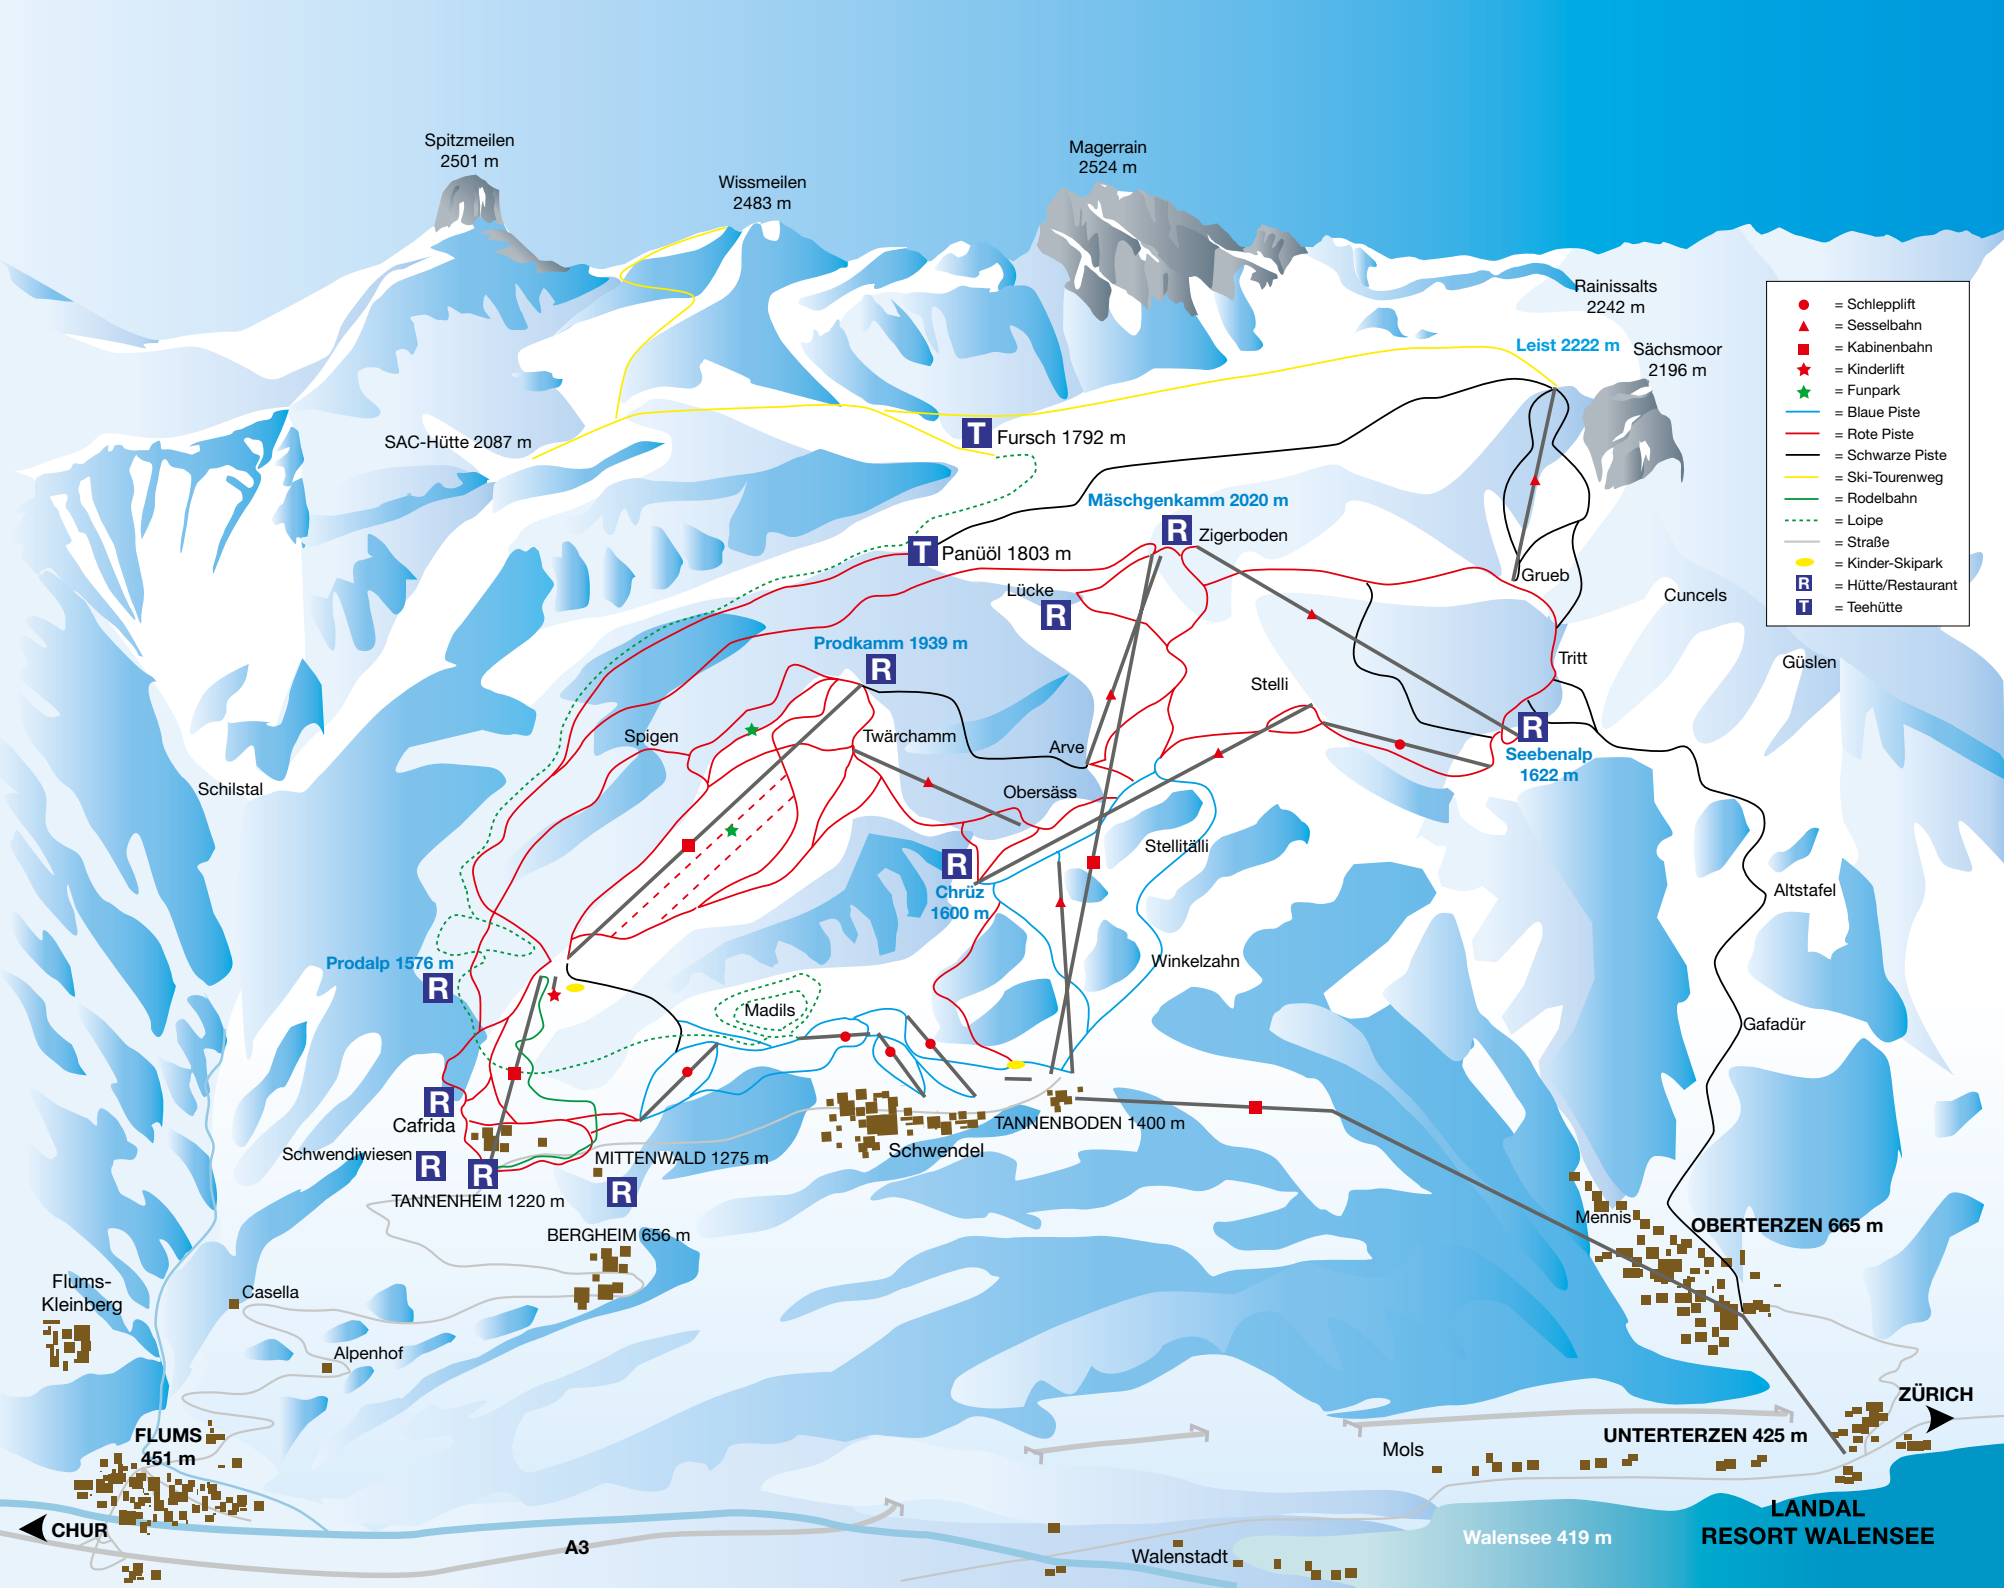 Spitzmeilen
2501 m
Wissmeilen
2483 m
Magerrain
2524 m
Rainissalts
2242 m
Leist 2222 m
Sächsmoor
2196 m
= Schlepplift
= Sesselbahn
= Kabinenbahn
= Kinderlift
= Funpark
= Blaue Piste
= Rote Piste
= Schwarze Piste
= Ski-Tourenweg
= Rodelbahn
= Loipe
= Straße
= Kinder-Skipark
R = Hütte/Restaurant
T = Teehütte
SAC-Hütte 2087 m
T Fursch 1792 m
Mäschgenkamm 2020 m
R Zigerboden
T Panüöl 1803 m
Lücke
R
Grueb
Cuncels
Prodkamm 1939 m
R
Tritt
Güslen
Stelli
Spigen
Twärchamm
Arve
R
Seebenalp
1622 m
Schilstal
Obersäss
Stellitälli
R
Chrüz
1600 m
Altstafel
Prodalp 1576 m
R
Winkelzahn
Madils
Gafadür
R
Cafrida
TANNENBODEN 1400 m
Schwendel
Schwendiwiesen R
R
MITTENWALD 1275 m
R
TANNENHEIM 1220 m
Mennis
OBERTERZEN 665 m
BERGHEIM 656 m
Flums-
Kleinberg
Casella
Alpenhof
ZÜRICH
FLUMS
451 m
Mols
UNTERTERZEN 425 m
LANDAL
RESORT WALENSEE
CHUR
A3
Walensee 419 m
Walenstadt